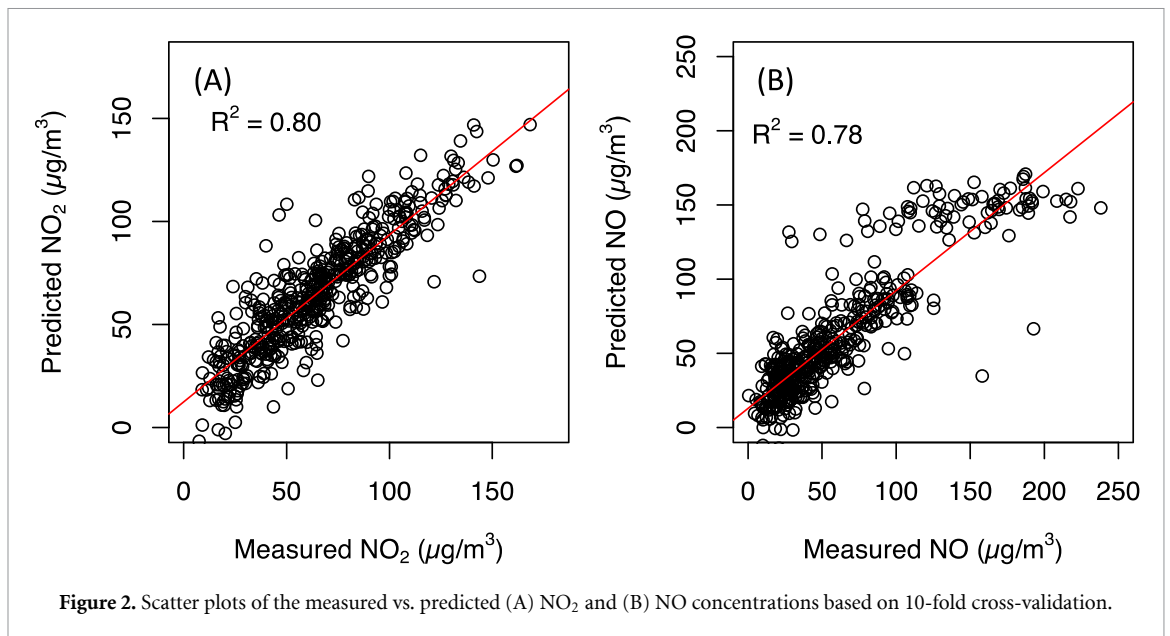 (A)
R² = 0.80
Predicted NO₂ (µg/m³)
0
50
100
150
0
50
100
150
Measured NO₂ (µg/m³)
(B)
R² = 0.78
Predicted NO (µg/m³)
0
50
100
150
200
250
0
50
100
150
200
250
Measured NO (µg/m³)
Figure 2. Scatter plots of the measured vs. predicted (A) NO₂ and (B) NO concentrations based on 10-fold cross-validation.